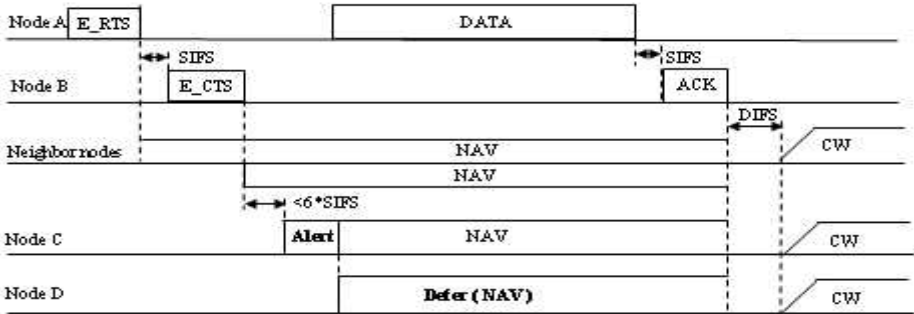 Node A E_RTS DATA
SIFS SIFS
Node B E_CTS ACK
DIFS
Neighbor nodes NAV CW
NAV
<6*SIFS
Node C Alert NAV CW
Node D Defer (NAV) CW